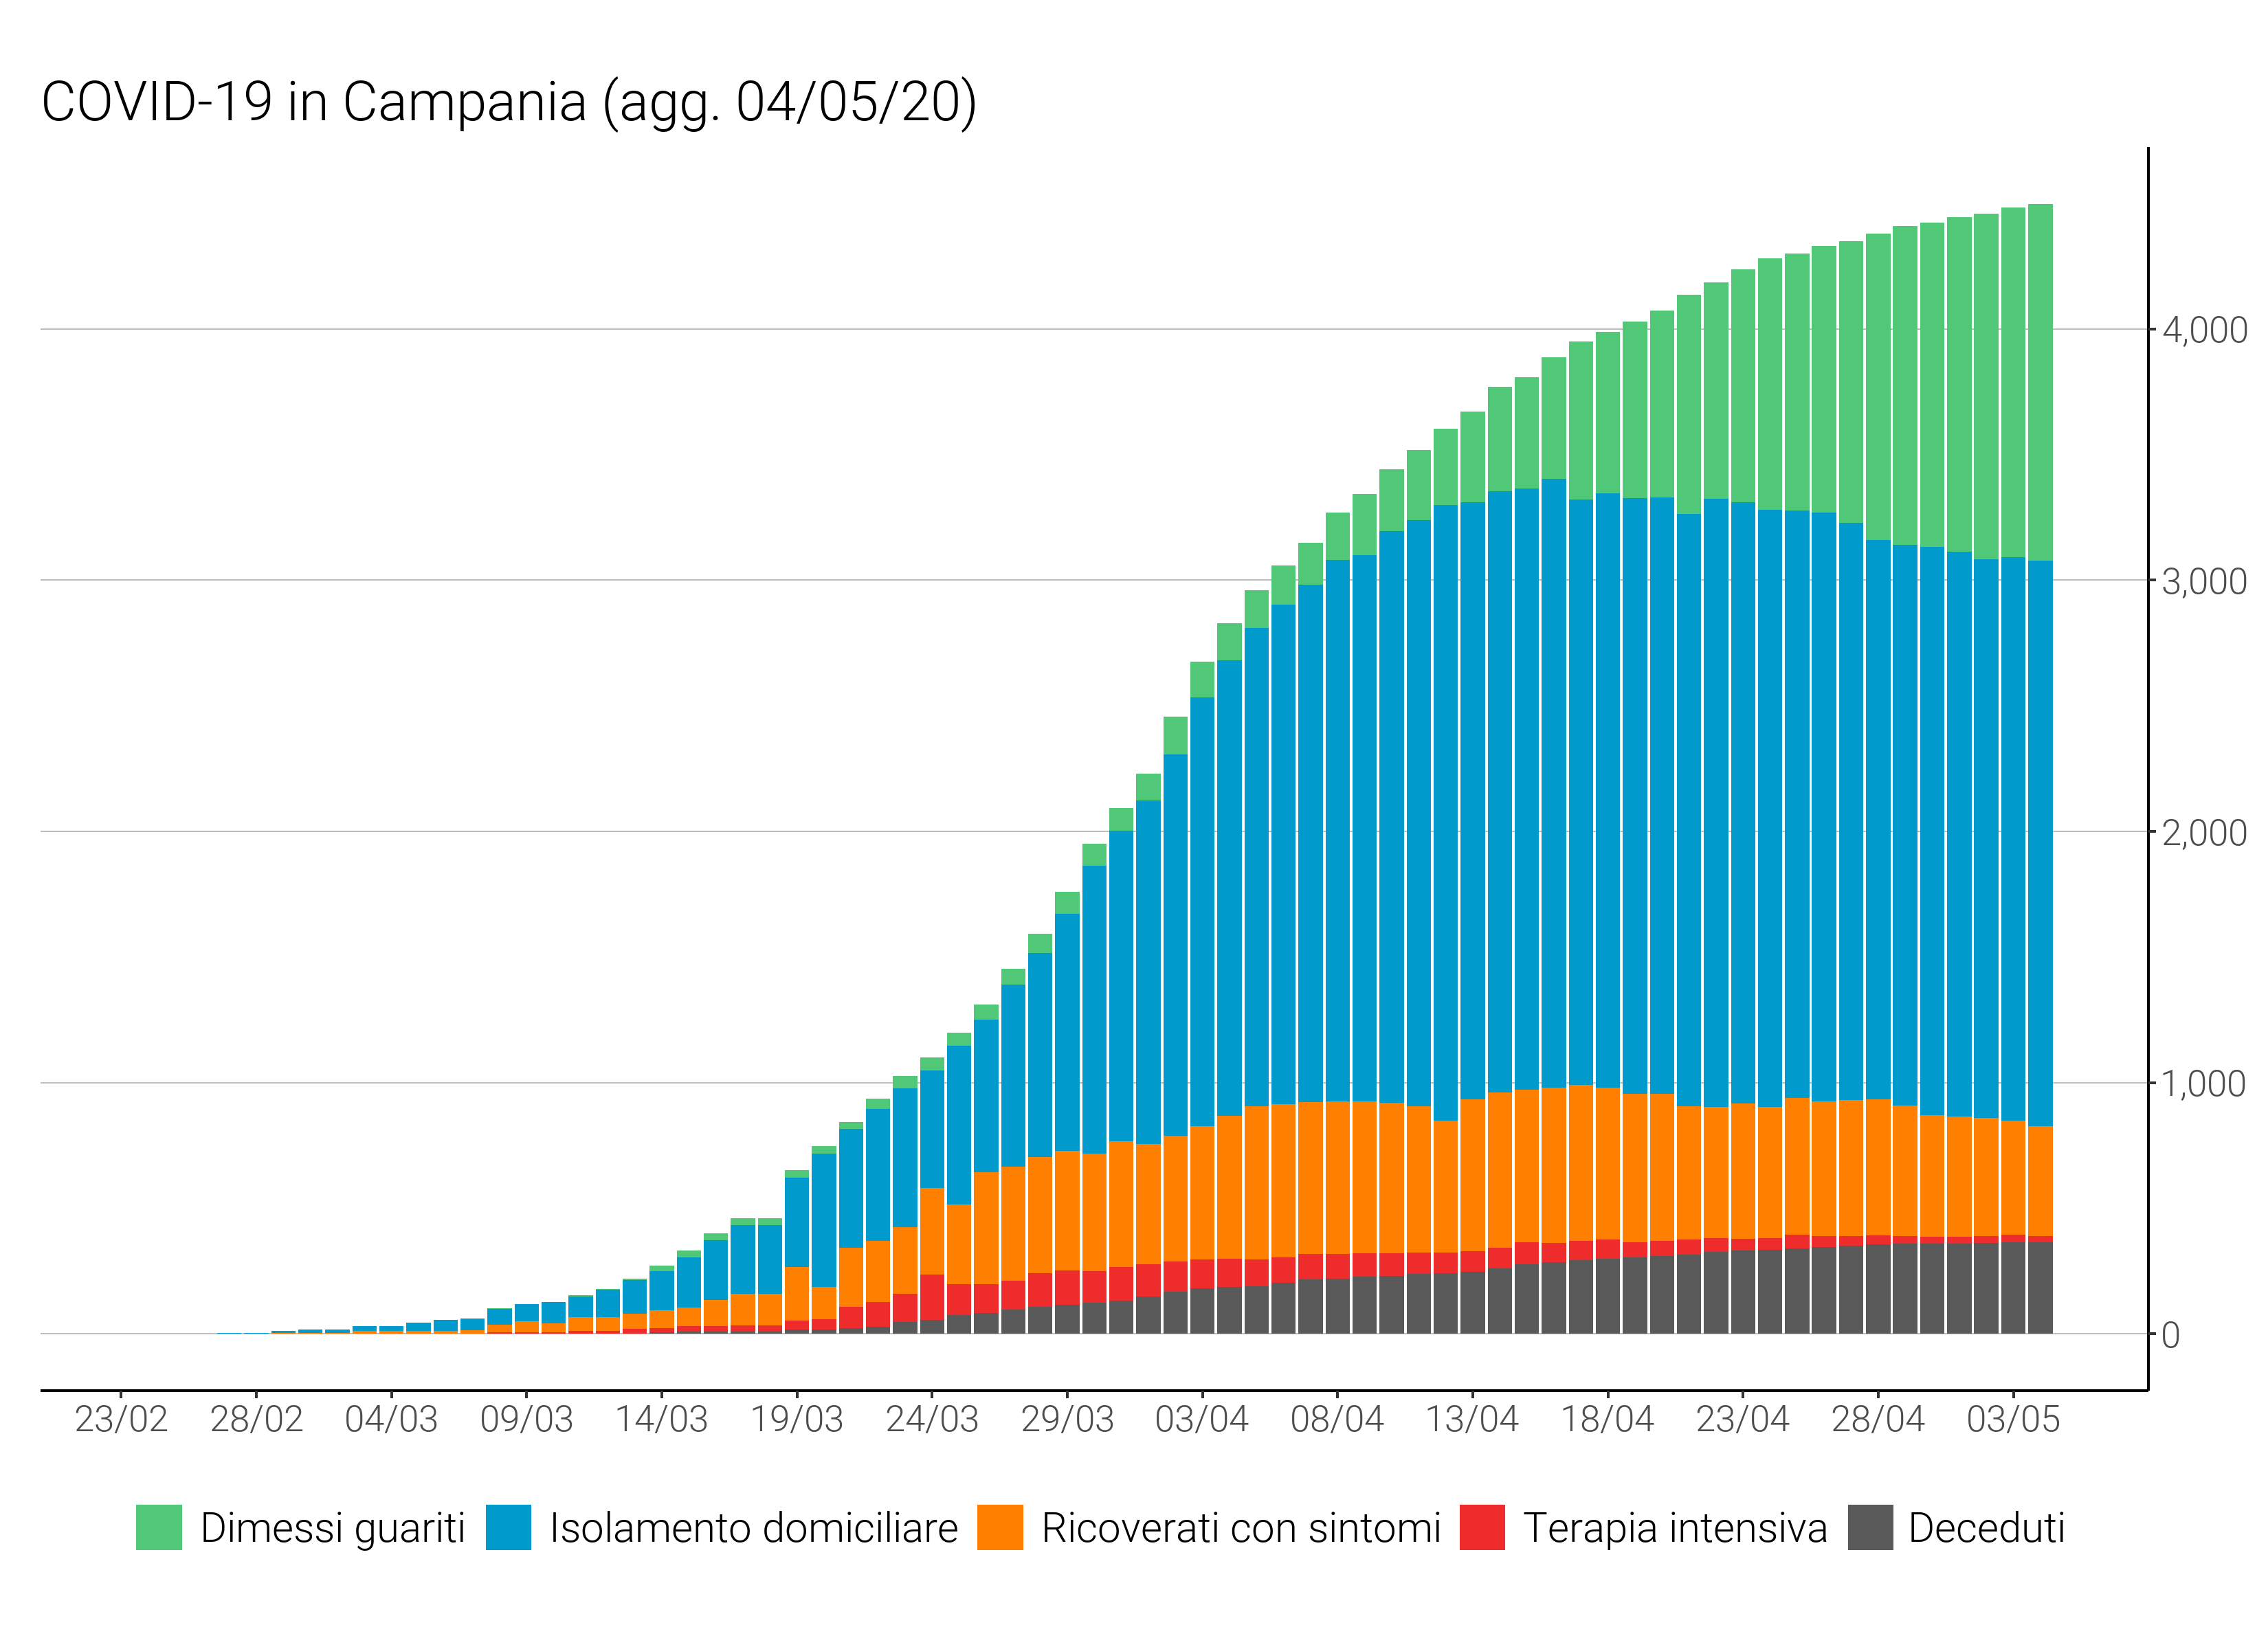 COVID-19 in Campania (agg. 04/05/20)
4,000
3,000
2,000
1,000
0
23/02 28/02 04/03 09/03 14/03 19/03 24/03 29/03 03/04 08/04 13/04 18/04 23/04 28/04 03/05
Dimessi guariti Isolamento domiciliare Ricoverati con sintomi Terapia intensiva Deceduti